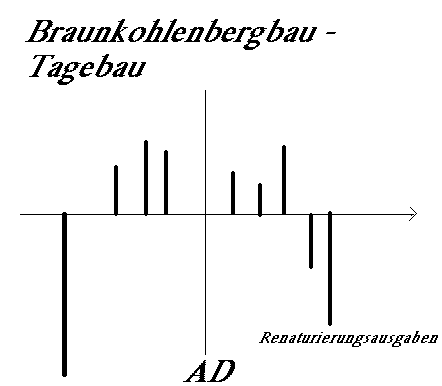 Braunkohlenbergbau -
Tagebau
Renaturierungsausgaben
AD